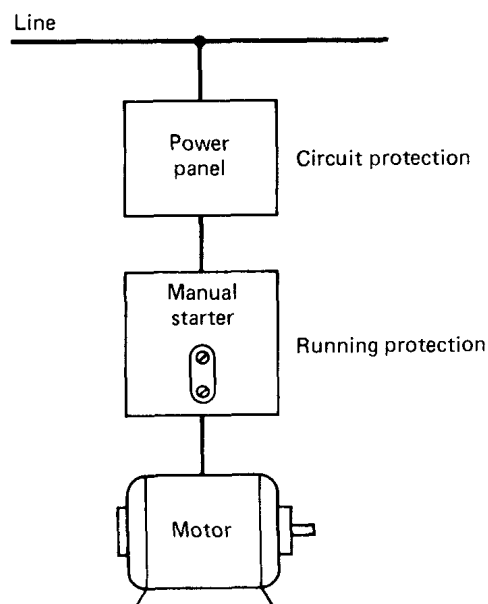 Line
Power
panel
Circuit protection
Manual
starter
Running protection
Motor